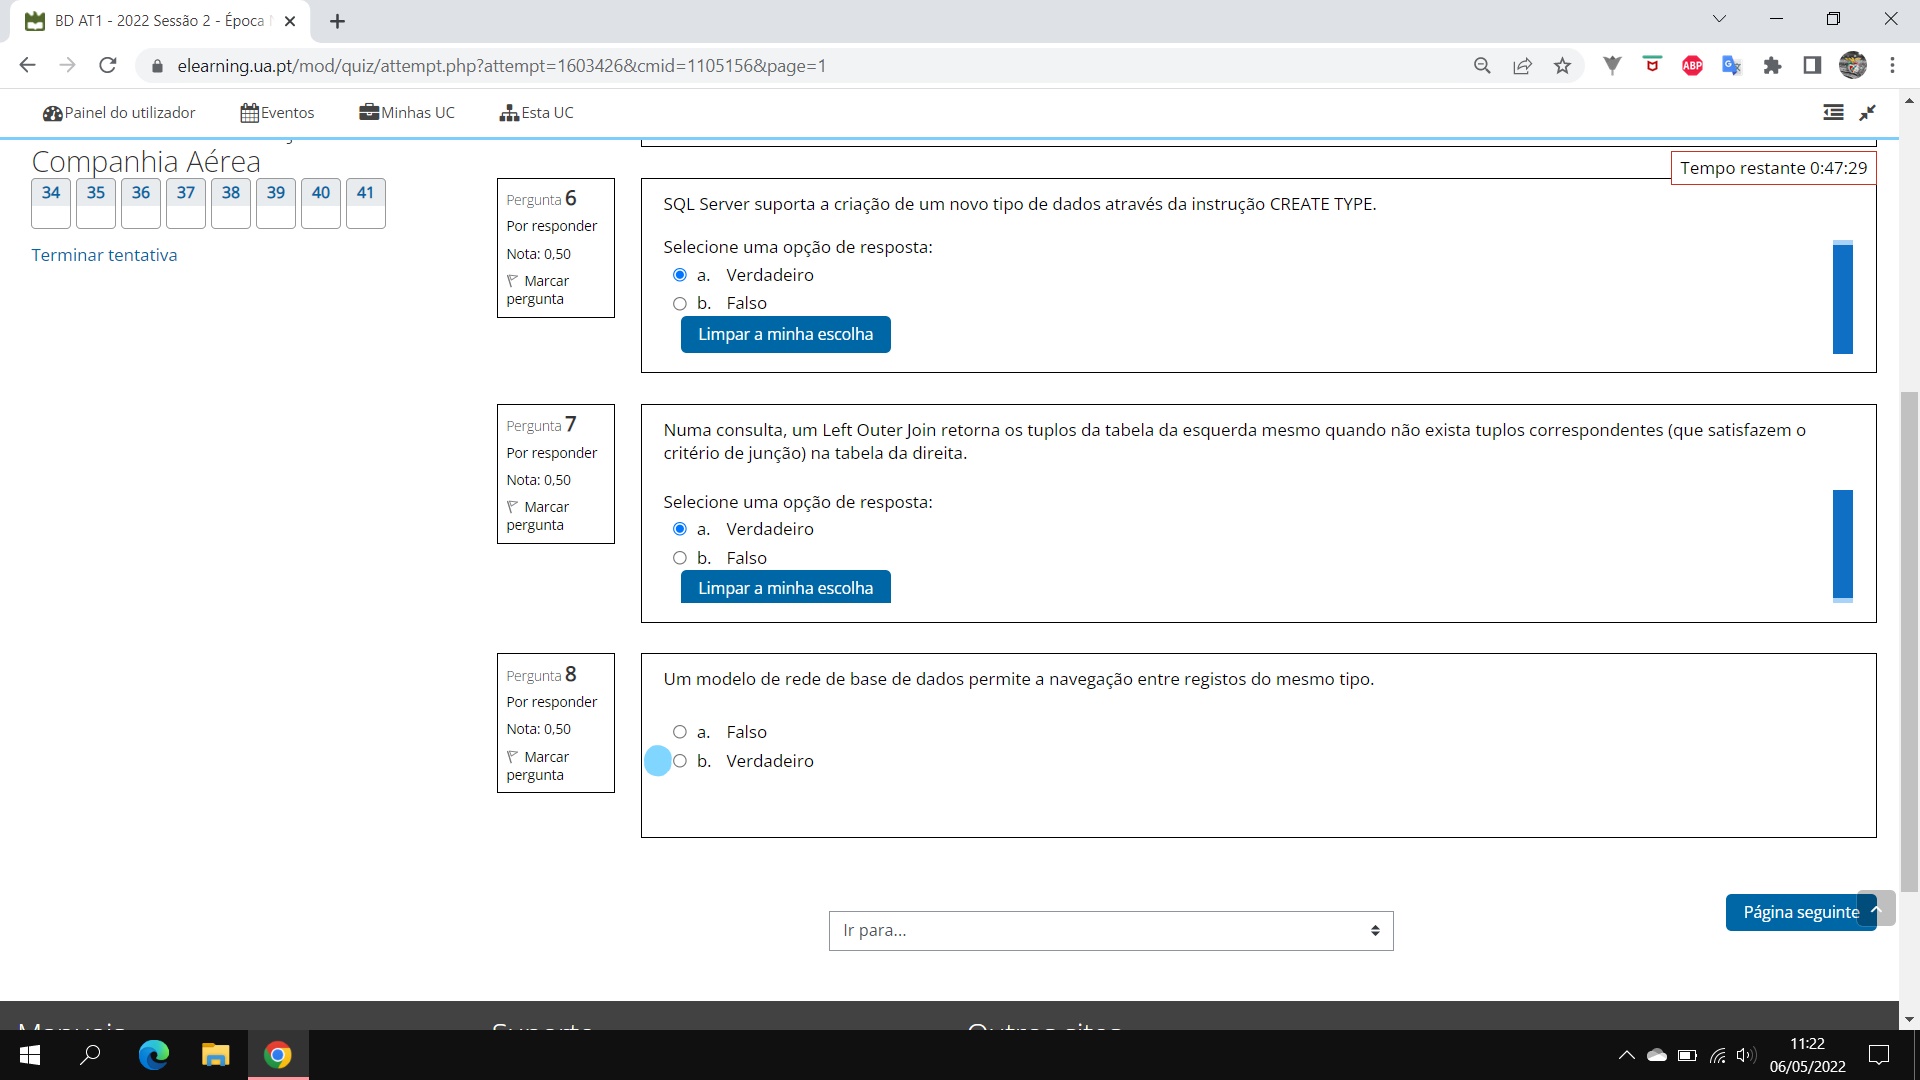 BD AT1 - 2022 Sessão 2 - Época
elearning.ua.pt/mod/quiz/attempt.php?attempt=1603426&cmid=1105156&page=1
ABP
Painel do utilizador
Eventos
Minhas UC
Esta UC
Companhia Aérea
34 35 36 37 38 39 40 41
Terminar tentativa
Tempo restante 0:47:29
Pergunta 6
Por responder
Nota: 0,50
Marcar
pergunta
SQL Server suporta a criação de um novo tipo de dados através da instrução CREATE TYPE.
Selecione uma opção de resposta:
a. Verdadeiro
b. Falso
Limpar a minha escolha
Pergunta 7
Por responder
Nota: 0,50
Marcar
pergunta
Numa consulta, um Left Outer Join retorna os tuplos da tabela da esquerda mesmo quando não exista tuplos correspondentes (que satisfazem o
critério de junção) na tabela da direita.
Selecione uma opção de resposta:
a. Verdadeiro
b. Falso
Limpar a minha escolha
Pergunta 8
Por responder
Nota: 0,50
Marcar
pergunta
Um modelo de rede de base de dados permite a navegação entre registos do mesmo tipo.
a. Falso
b. Verdadeiro
Ir para...
Página seguinte
Manuais
Suporte
Outros sites
11:22
06/05/2022